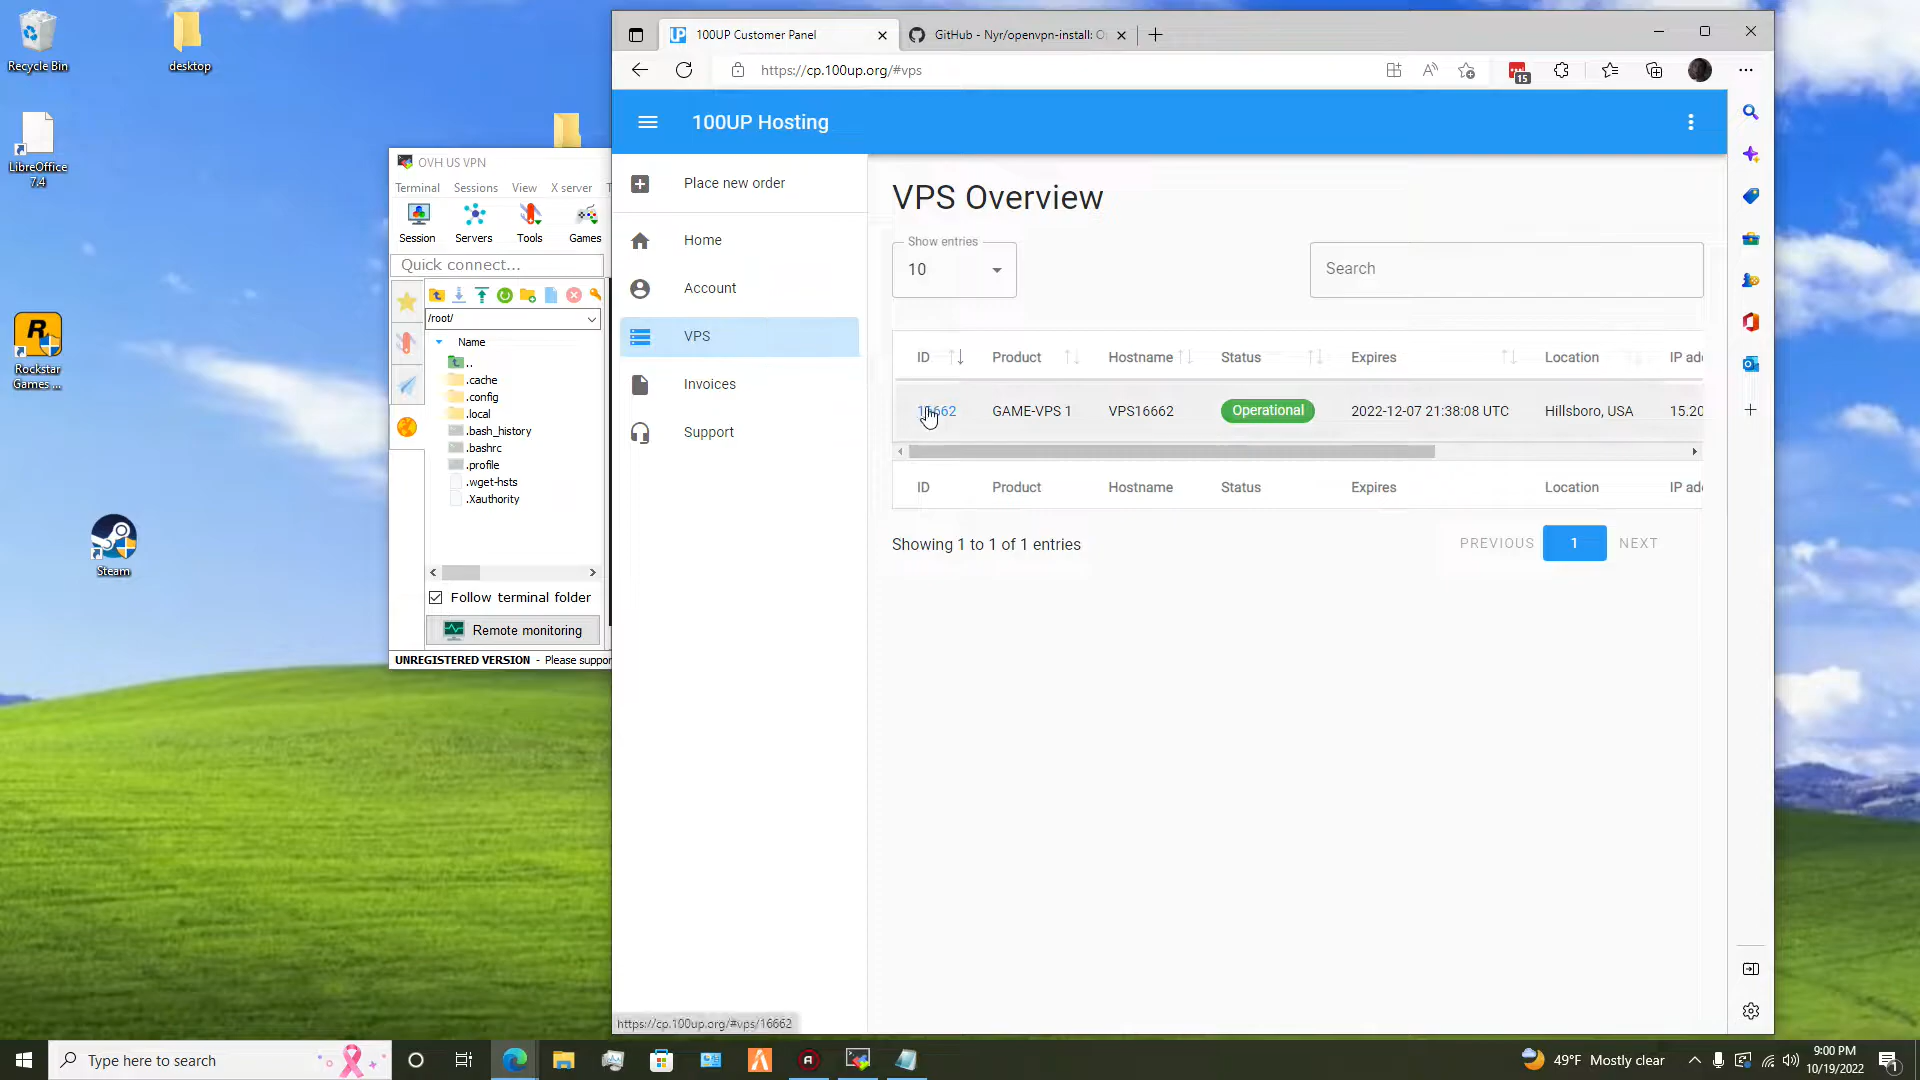 Recycle Bin
desktop
LibreOffice
7.4
Rockstar
Games ...
Steam
OVH US VPN
Terminal Sessions View X server
Session Servers Tools Games
Quick connect...
/root/
Name
..
.cache
.config
.local
.bash_history
.bashrc
.profile
.wget-hsts
.Xauthority
Follow terminal folder
Remote monitoring
UNREGISTERED VERSION - Please suppor
100UP Customer Panel
GitHub - Nyr/openvpn-install: O
https://cp.100up.org/#vps
15
100UP Hosting
Place new order
Home
Account
VPS
Invoices
Support
VPS Overview
Show entries
10
Search
ID Product Hostname Status Expires Location IP add
16662 GAME-VPS 1 VPS16662 Operational 2022-12-07 21:38:08 UTC Hillsboro, USA 15.20
ID Product Hostname Status Expires Location IP add
Showing 1 to 1 of 1 entries
PREVIOUS 1 NEXT
https://cp.100up.org/#vps/16662
Type here to search
49°F Mostly clear
9:00 PM
10/19/2022
1